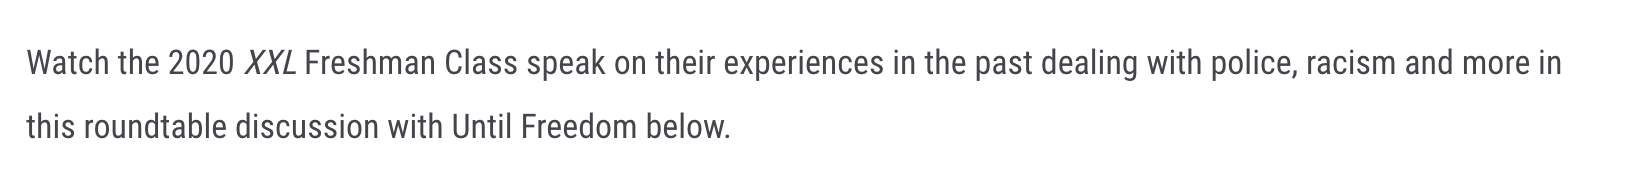 Watch the 2020 XXL Freshman Class speak on their experiences in the past dealing with police, racism and more in
this roundtable discussion with Until Freedom below.